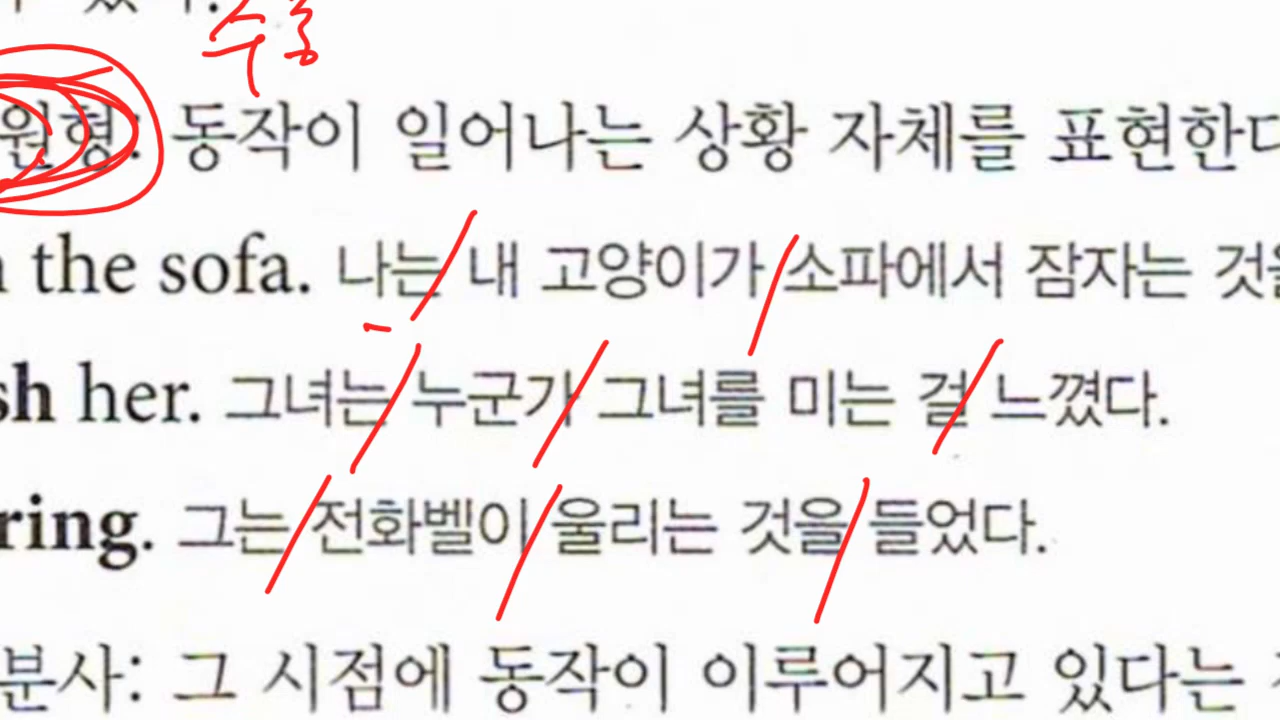 수동
원형: 동작이 일어나는 상황 자체를 표현한다
the sofa. 나는 내 고양이가 소파에서 잠자는 것을
sh her. 그녀는 누군가 그녀를 미는 걸 느꼈다.
ring. 그는 전화벨이 울리는 것을 들었다.
분사: 그 시점에 동작이 이루어지고 있다는